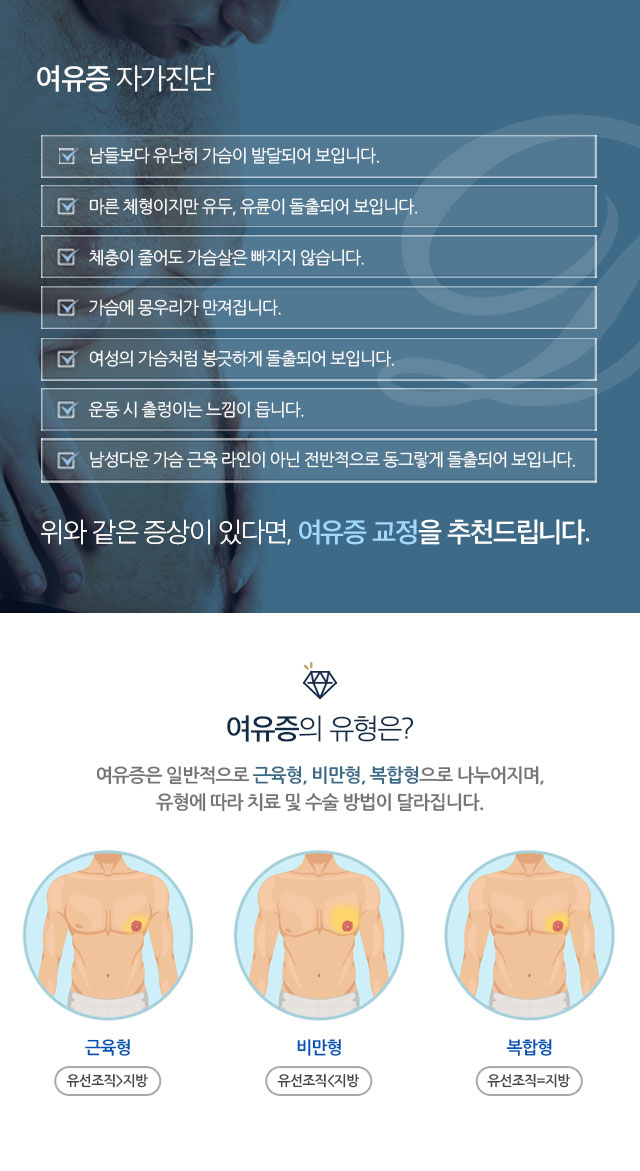 여유증 자가진단
남들보다 유난히 가슴이 발달되어 보입니다.
마른 체형이지만 유두, 유륜이 돌출되어 보입니다.
체충이 줄어도 가슴살은 빠지지 않습니다.
가슴에 몽우리가 만져집니다.
여성의 가슴처럼 봉긋하게 돌출되어 보입니다.
운동 시 출렁이는 느낌이 듭니다.
남성다운 가슴 근육 라인이 아닌 전반적으로 동그랗게 돌출되어 보입니다.
위와 같은 증상이 있다면, 여유증 교정을 추천드립니다.
여유증의 유형은?
여유증은 일반적으로 근육형, 비만형, 복합형으로 나누어지며,
유형에 따라 치료 및 수술 방법이 달라집니다.
근육형 비만형 복합형
유선조직>지방 유선조직<지방 유선조직=지방